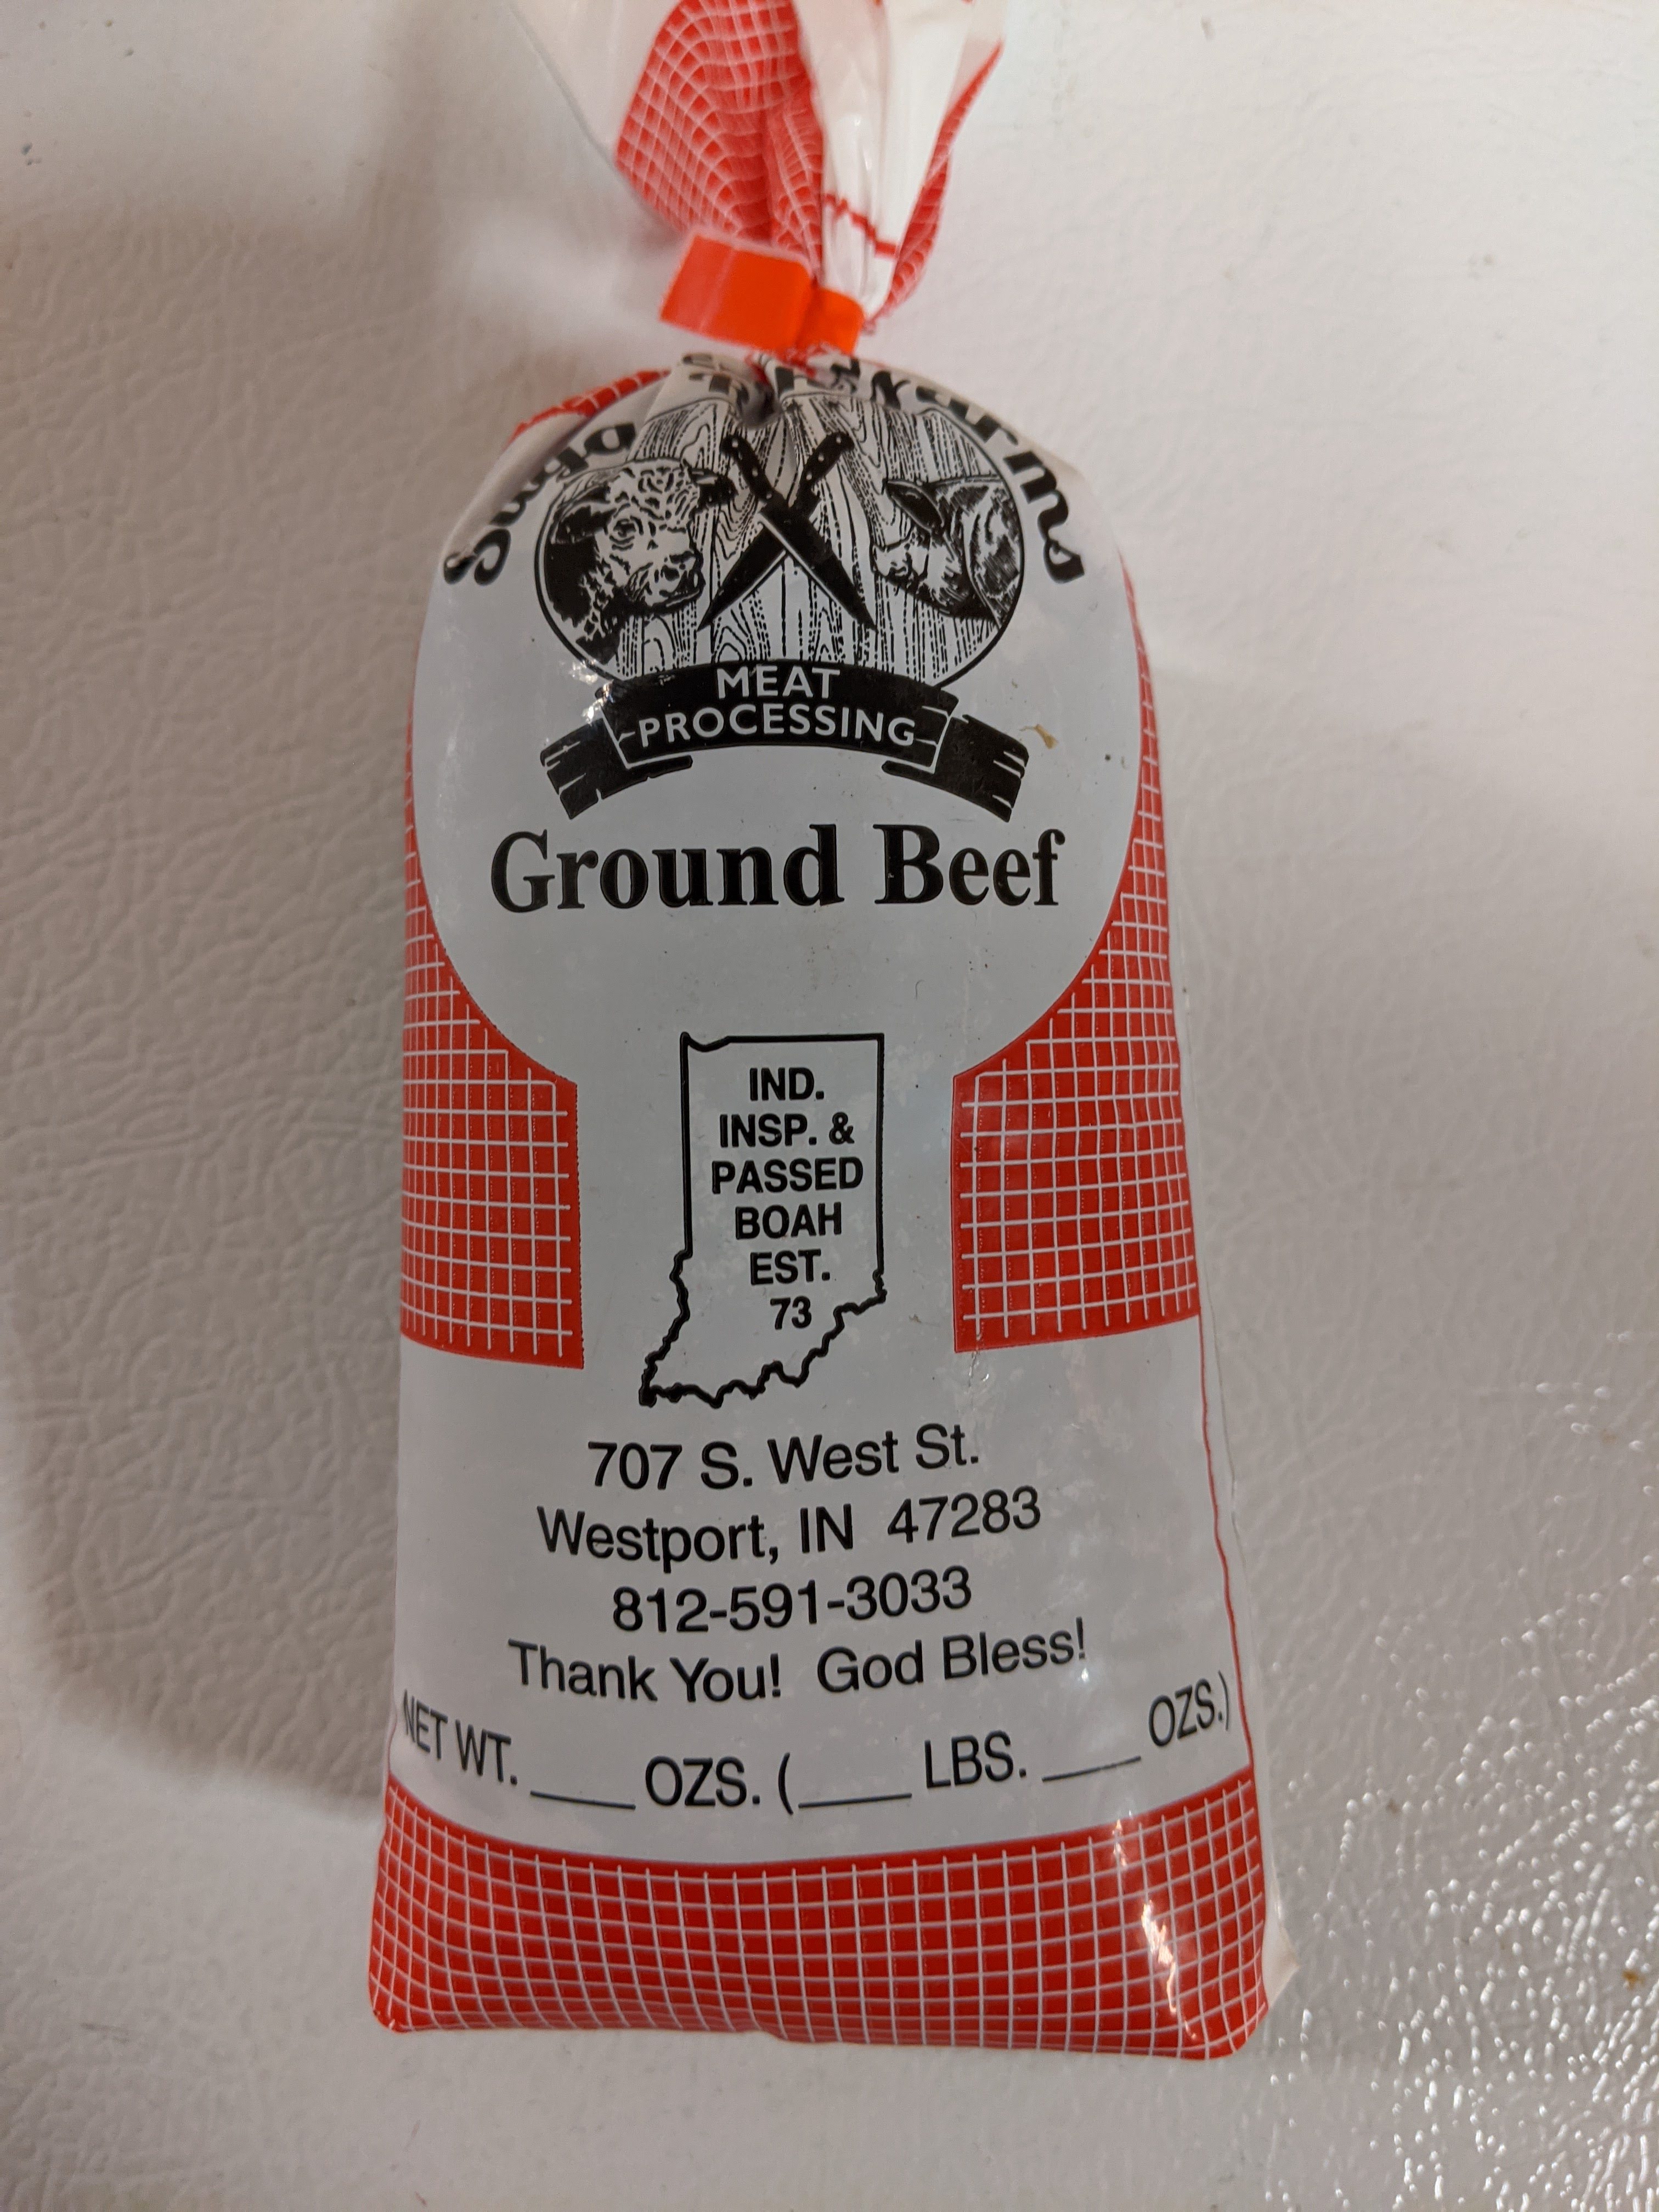 Farms
MEAT
PROCESSING
Ground Beef
IND.
INSP. &
PASSED
BOAH
EST.
73
707 S. West St.
Westport, IN 47283
812-591-3033
Thank You! God Bless!
NET WT. ____ OZS. (____ LBS. ____ OZS.)